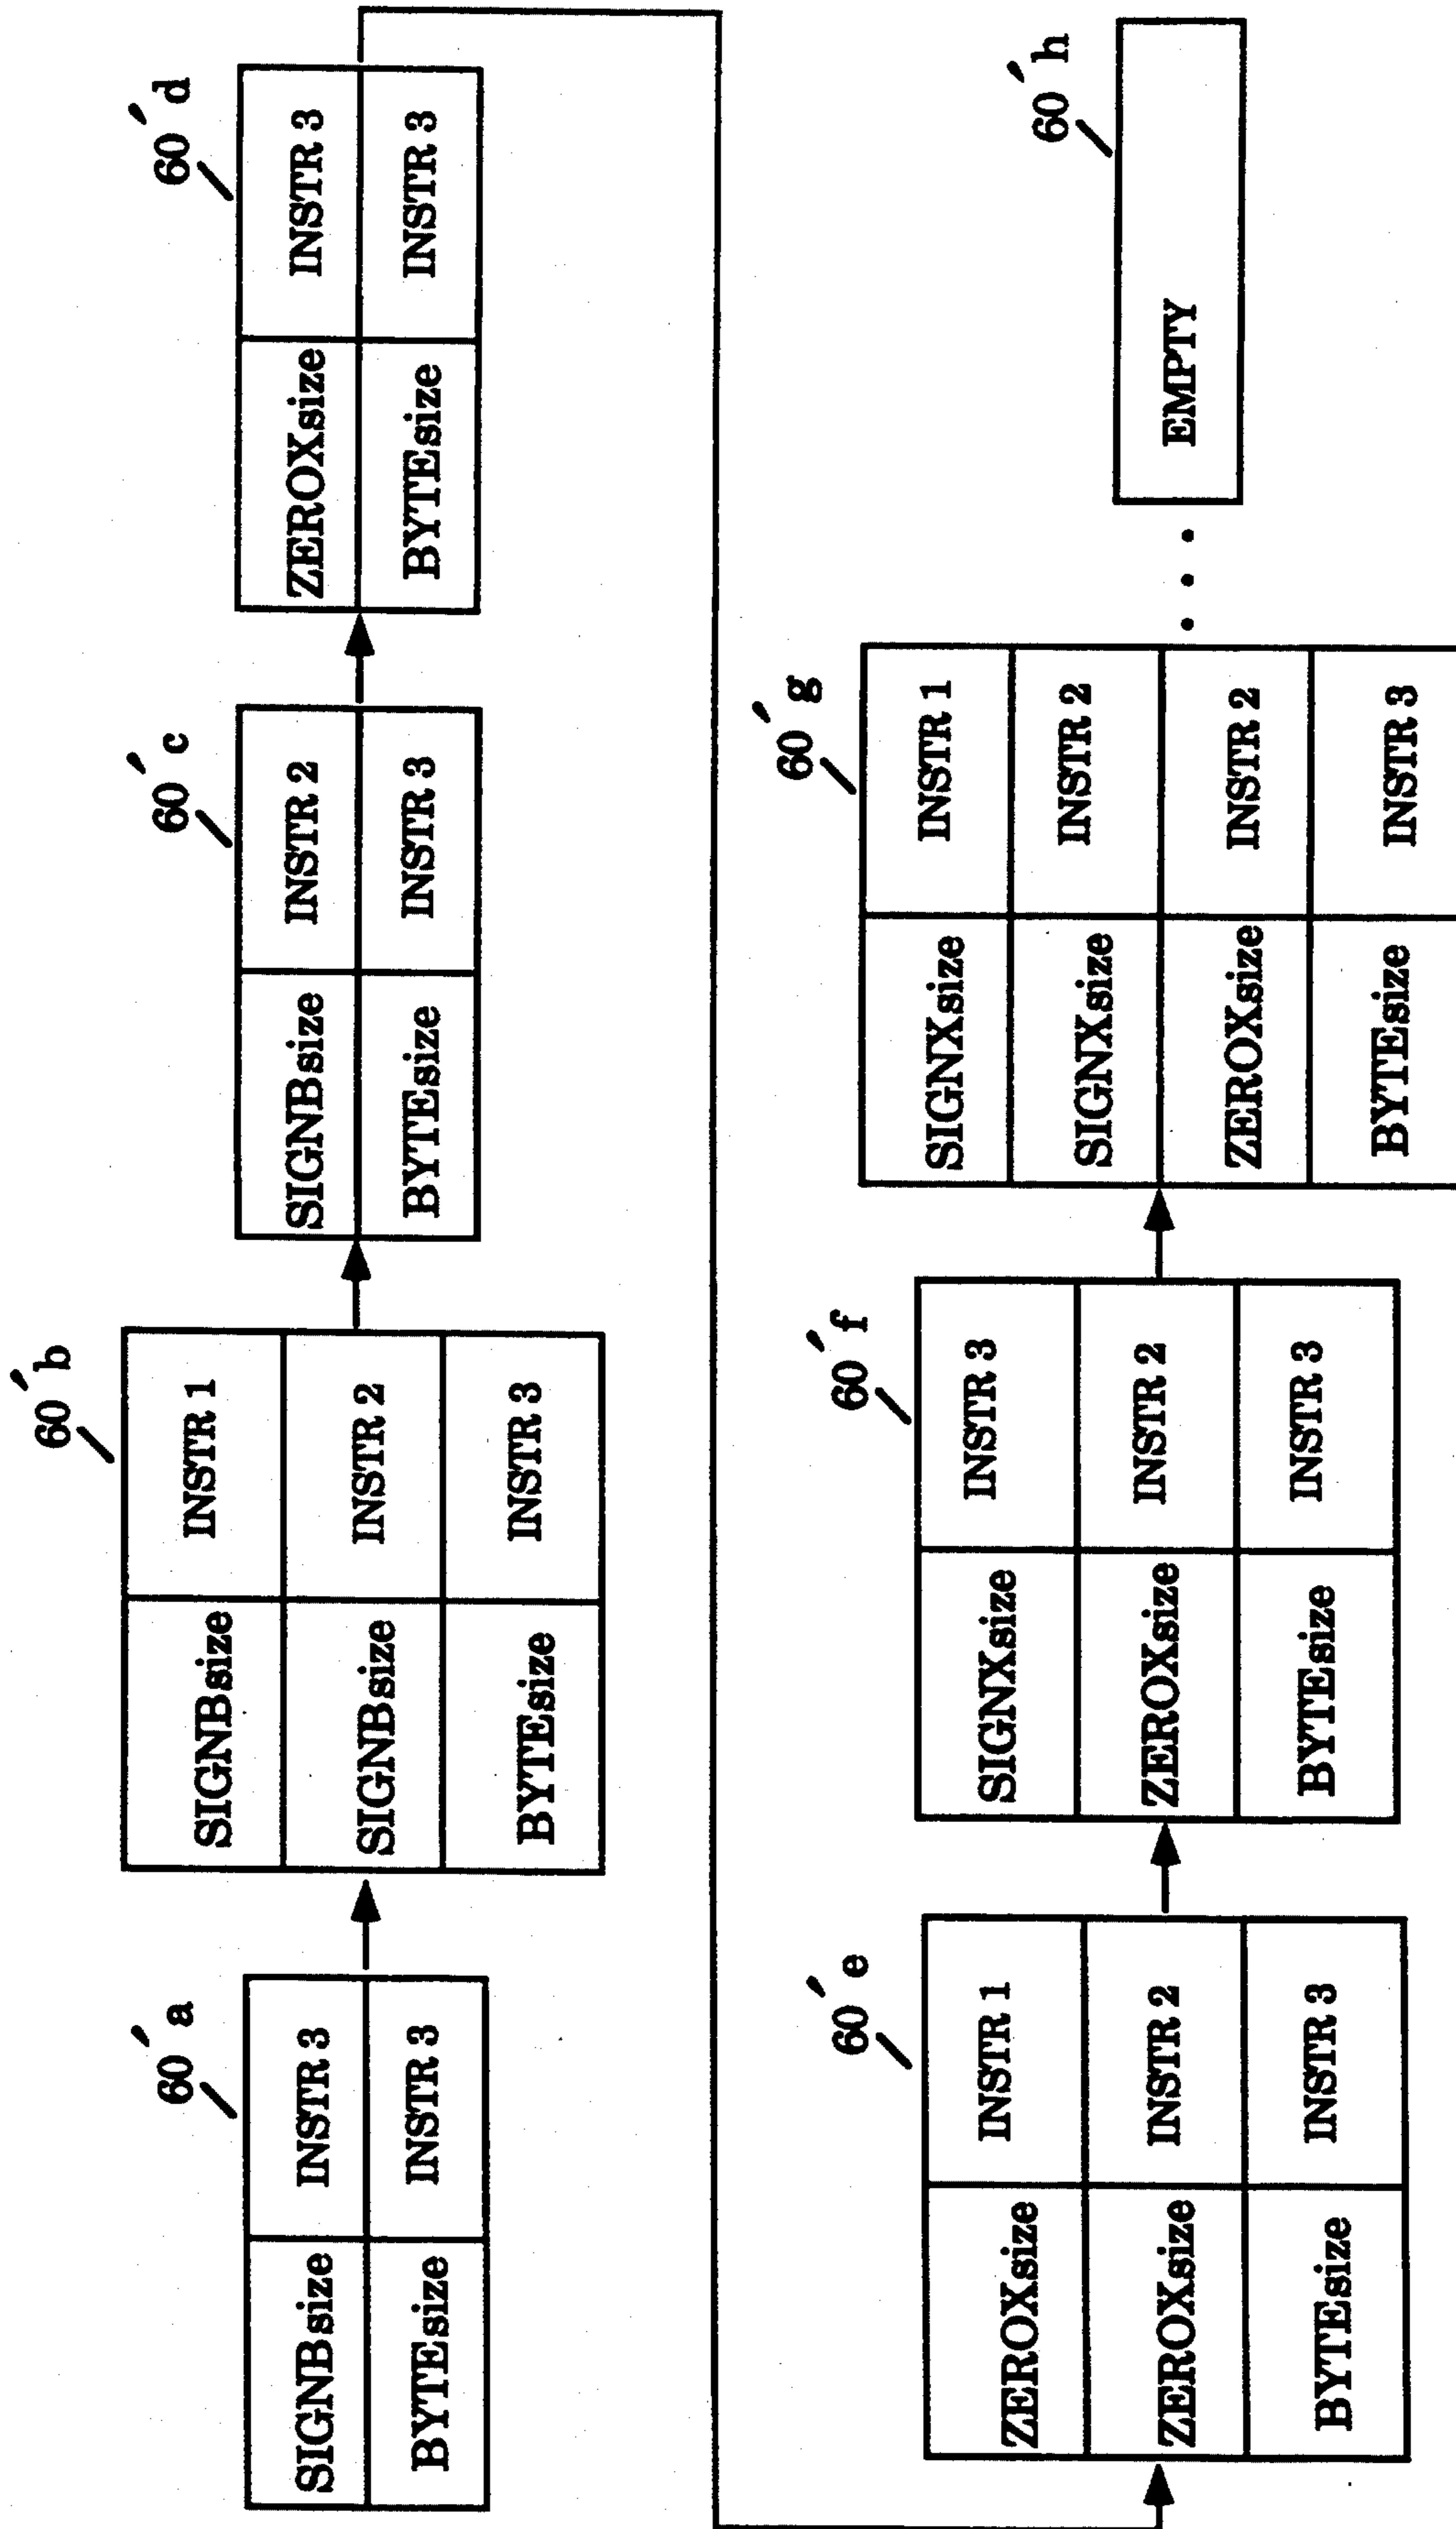 60'a
SIGNBsize INSTR 3
BYTEsize INSTR 3
60'b
SIGNBsize INSTR 1
SIGNBsize INSTR 2
BYTEsize INSTR 3
60'c
SIGNBsize INSTR 2
BYTEsize INSTR 3
60'd
ZEROXsize INSTR 3
BYTEsize INSTR 3
60'e
ZEROXsize INSTR 1
ZEROXsize INSTR 2
BYTEsize INSTR 3
60'f
SIGNXsize INSTR 3
ZEROXsize INSTR 2
BYTEsize INSTR 3
60'g
SIGNXsize INSTR 1
SIGNXsize INSTR 2
ZEROXsize INSTR 2
BYTEsize INSTR 3
. . .
60'h
EMPTY